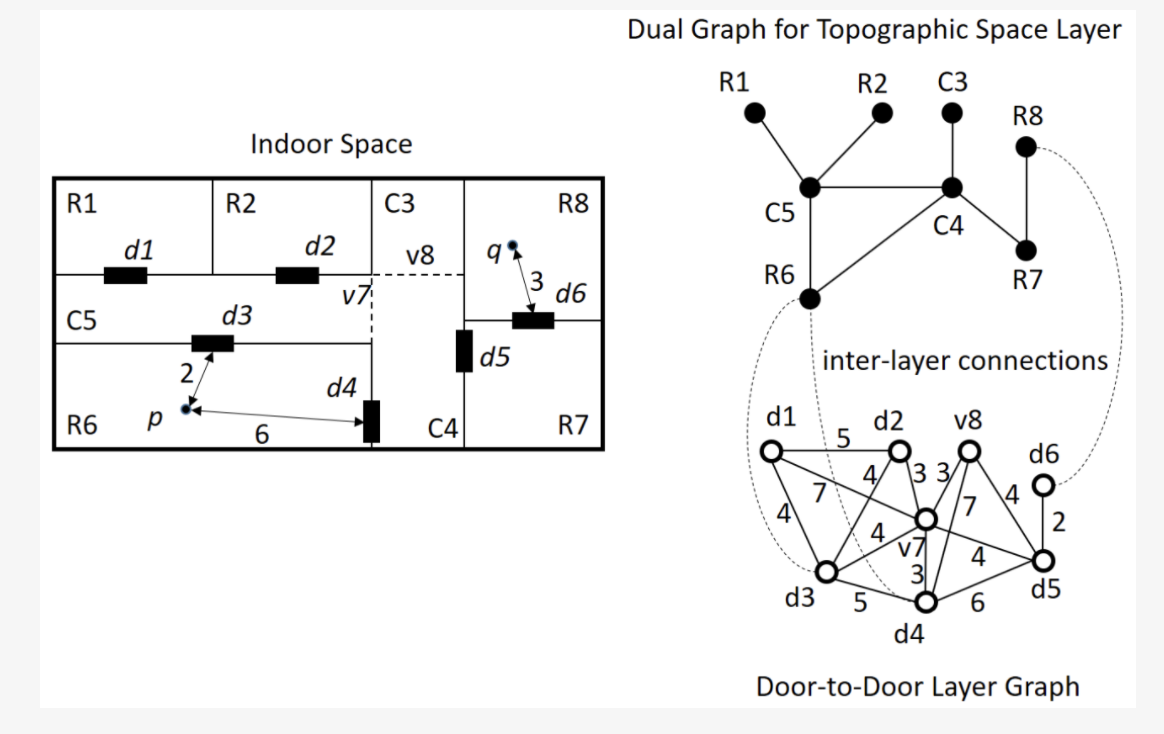 Dual Graph for Topographic Space Layer
R1 R2 C3
R8
C5
C4
R6
R7
inter-layer connections
d1 d2 v8
d6
5
4 3 3
7
7
4
4
2
4
v7
4
3
d3
5
6
d5
d4
Door-to-Door Layer Graph
Indoor Space
R1 R2 C3 R8
d1 d2 v8 q
3
v7 d6
C5 d3
d5
2
d4
R6 p 6 C4 R7